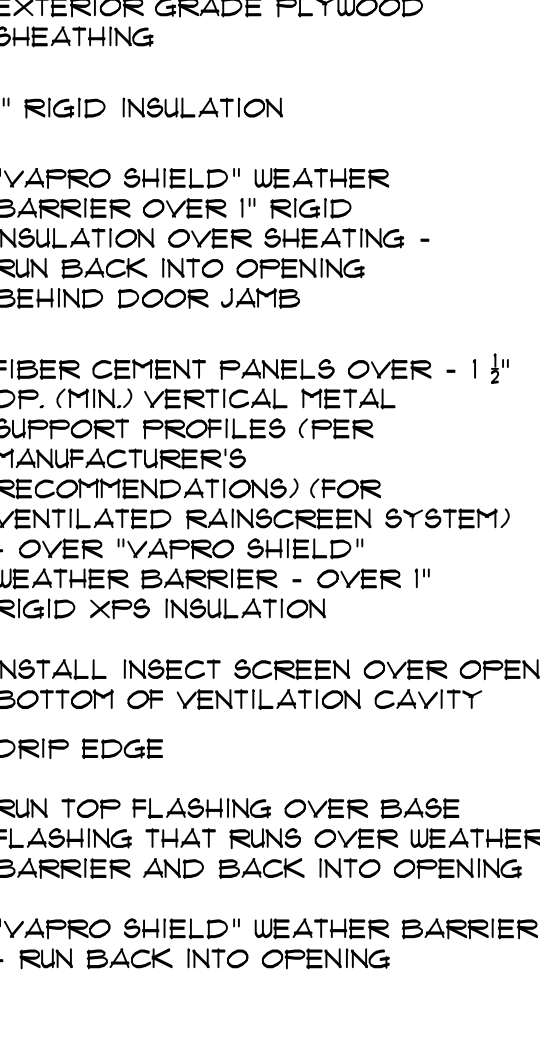 EXTERIOR GRADE PLYWOOD
SHEATHING
" RIGID INSULATION
"VAPRO SHIELD" WEATHER
BARRIER OVER 1" RIGID
INSULATION OVER SHEATING -
RUN BACK INTO OPENING
BEHIND DOOR JAMB
FIBER CEMENT PANELS OVER - 1 ½"
DP. (MIN.) VERTICAL METAL
SUPPORT PROFILES (PER
MANUFACTURER'S
RECOMMENDATIONS) (FOR
VENTILATED RAINSCREEN SYSTEM)
- OVER "VAPRO SHIELD"
WEATHER BARRIER - OVER 1"
RIGID XPS INSULATION
INSTALL INSECT SCREEN OVER OPEN
BOTTOM OF VENTILATION CAVITY
DRIP EDGE
RUN TOP FLASHING OVER BASE
FLASHING THAT RUNS OVER WEATHER
BARRIER AND BACK INTO OPENING
"VAPRO SHIELD" WEATHER BARRIER
- RUN BACK INTO OPENING